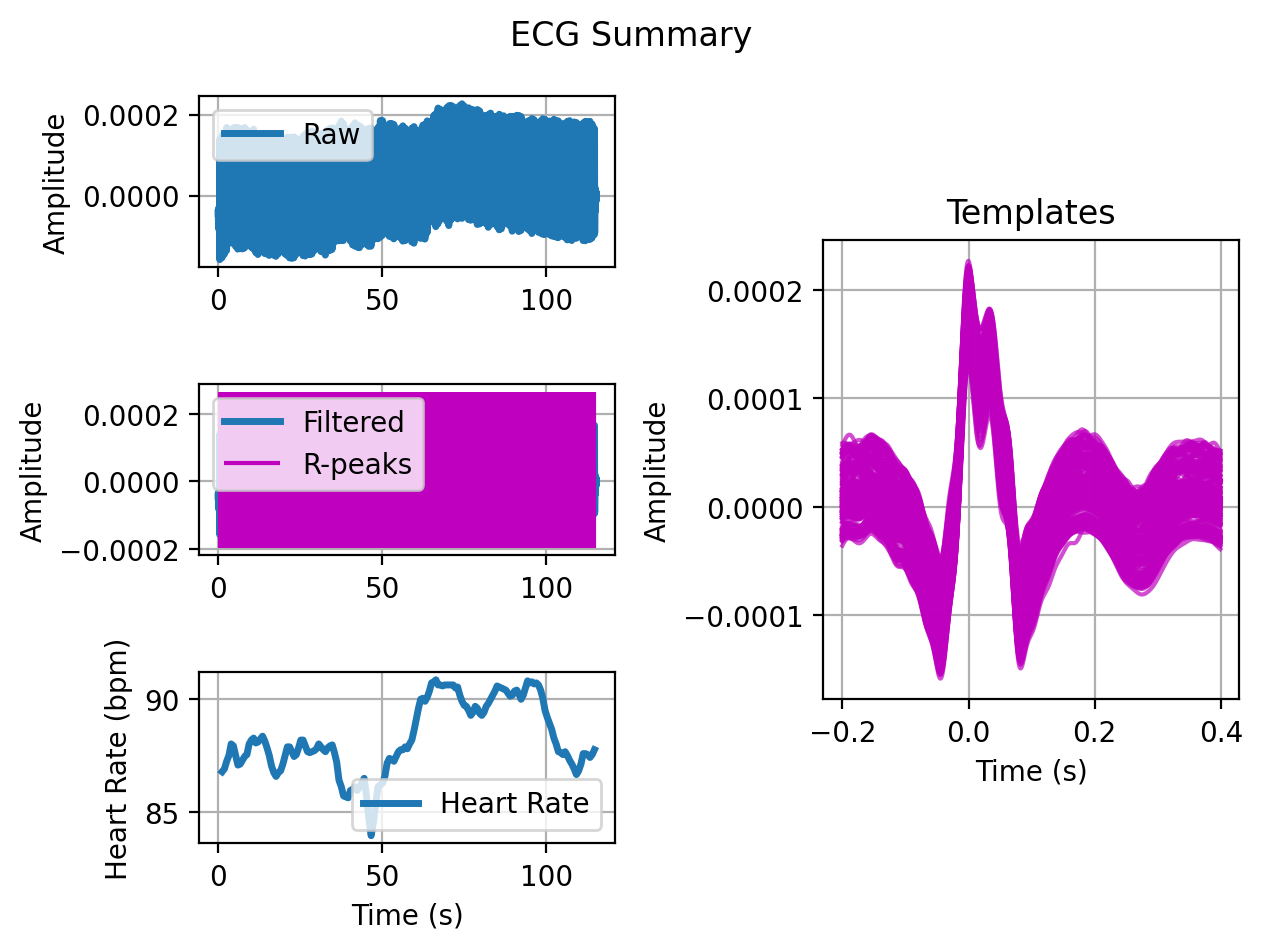 ECG Summary
Amplitude
0.0002
0.0000
Raw
0 50 100
Amplitude
0.0002
0.0000
−0.0002
Filtered
R-peaks
0 50 100
Heart Rate (bpm)
90
85
Heart Rate
0 50 100
Time (s)
Templates
Amplitude
0.0002
0.0001
0.0000
−0.0001
−0.2 0.0 0.2 0.4
Time (s)